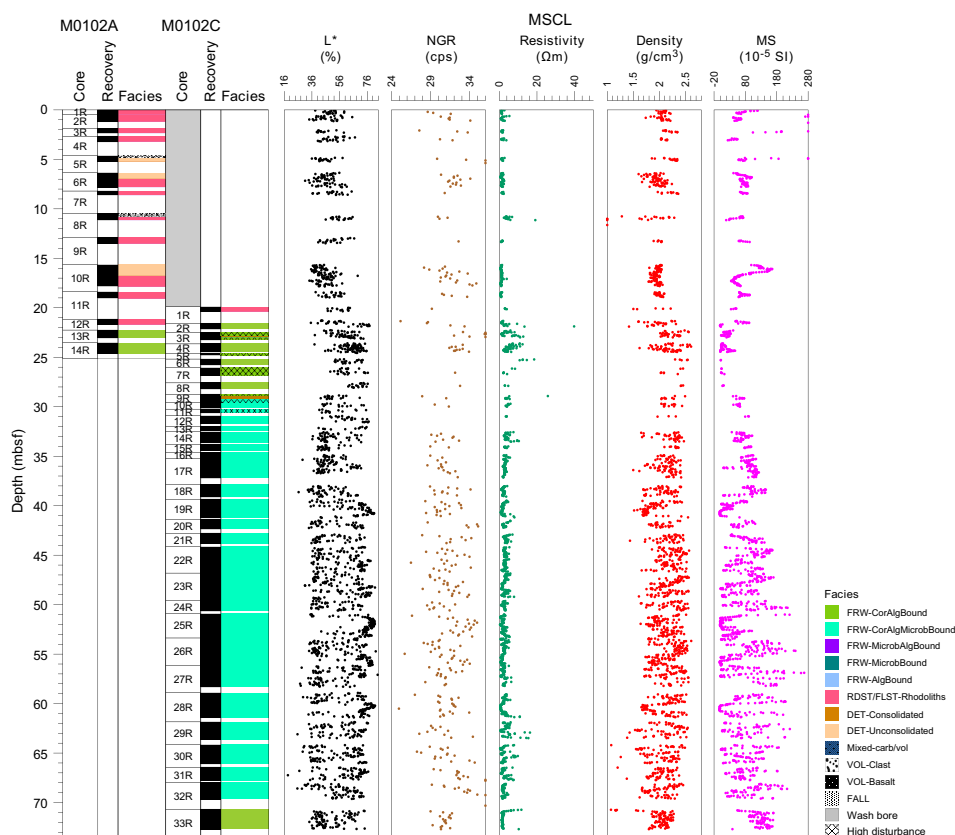 MSCL
M0102A M0102C
L* NGR Resistivity Density MS
(%) (cps) (Ωm) (g/cm³) (10⁻⁵ SI)
Core Recovery Facies Core Recovery Facies
16 36 56 76 24 29 34 0 20 40 1 1.5 2 2.5 -20 80 180 280
Depth (mbsf)
0
5
10
15
20
25
30
35
40
45
50
55
60
65
70
1R
2R
3R
4R
5R
6R
7R
8R
9R
10R
11R
12R
13R
14R
1R
2R
3R
4R
5R
6R
7R
8R
9R
10R
11R
12R
13R
14R
15R
16R
17R
18R
19R
20R
21R
22R
23R
24R
25R
26R
27R
28R
29R
30R
31R
32R
33R
Facies
FRW-CorAlgBound
FRW-CorAlgMicrobBound
FRW-MicrobAlgBound
FRW-MicrobBound
FRW-AlgBound
RDST/FLST-Rhodoliths
DET-Consolidated
DET-Unconsolidated
Mixed-carb/vol
VOL-Clast
VOL-Basalt
FALL
Wash bore
High disturbance